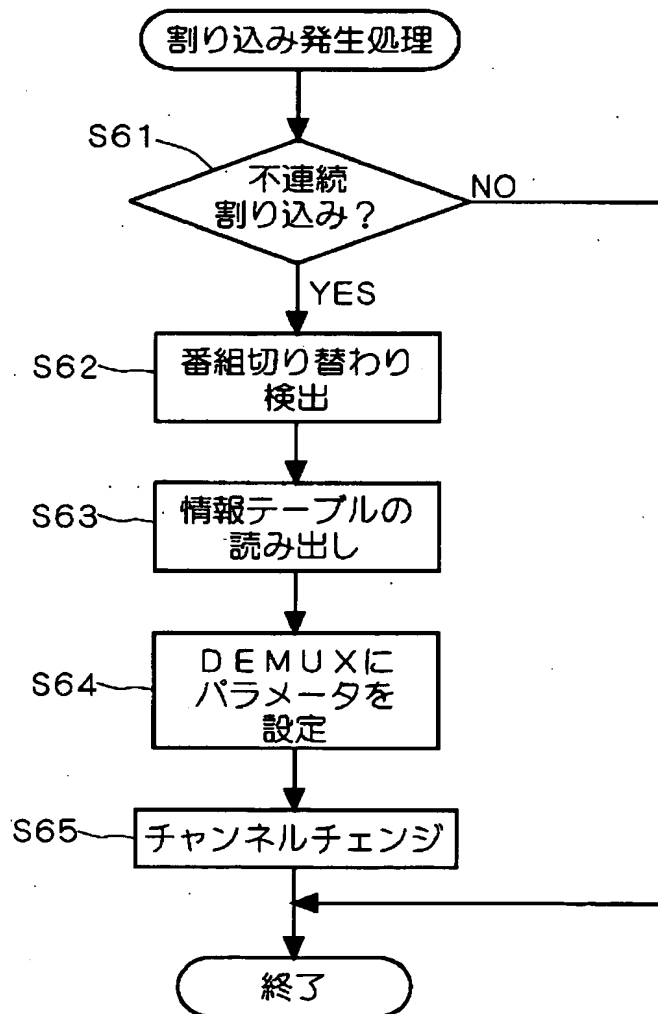 割り込み発生処理
S61
不連続
割り込み?
NO
YES
S62
番組切り替わり
検出
S63
情報テーブルの
読み出し
S64
DEMUXに
パラメータを
設定
S65
チャンネルチェンジ
終了